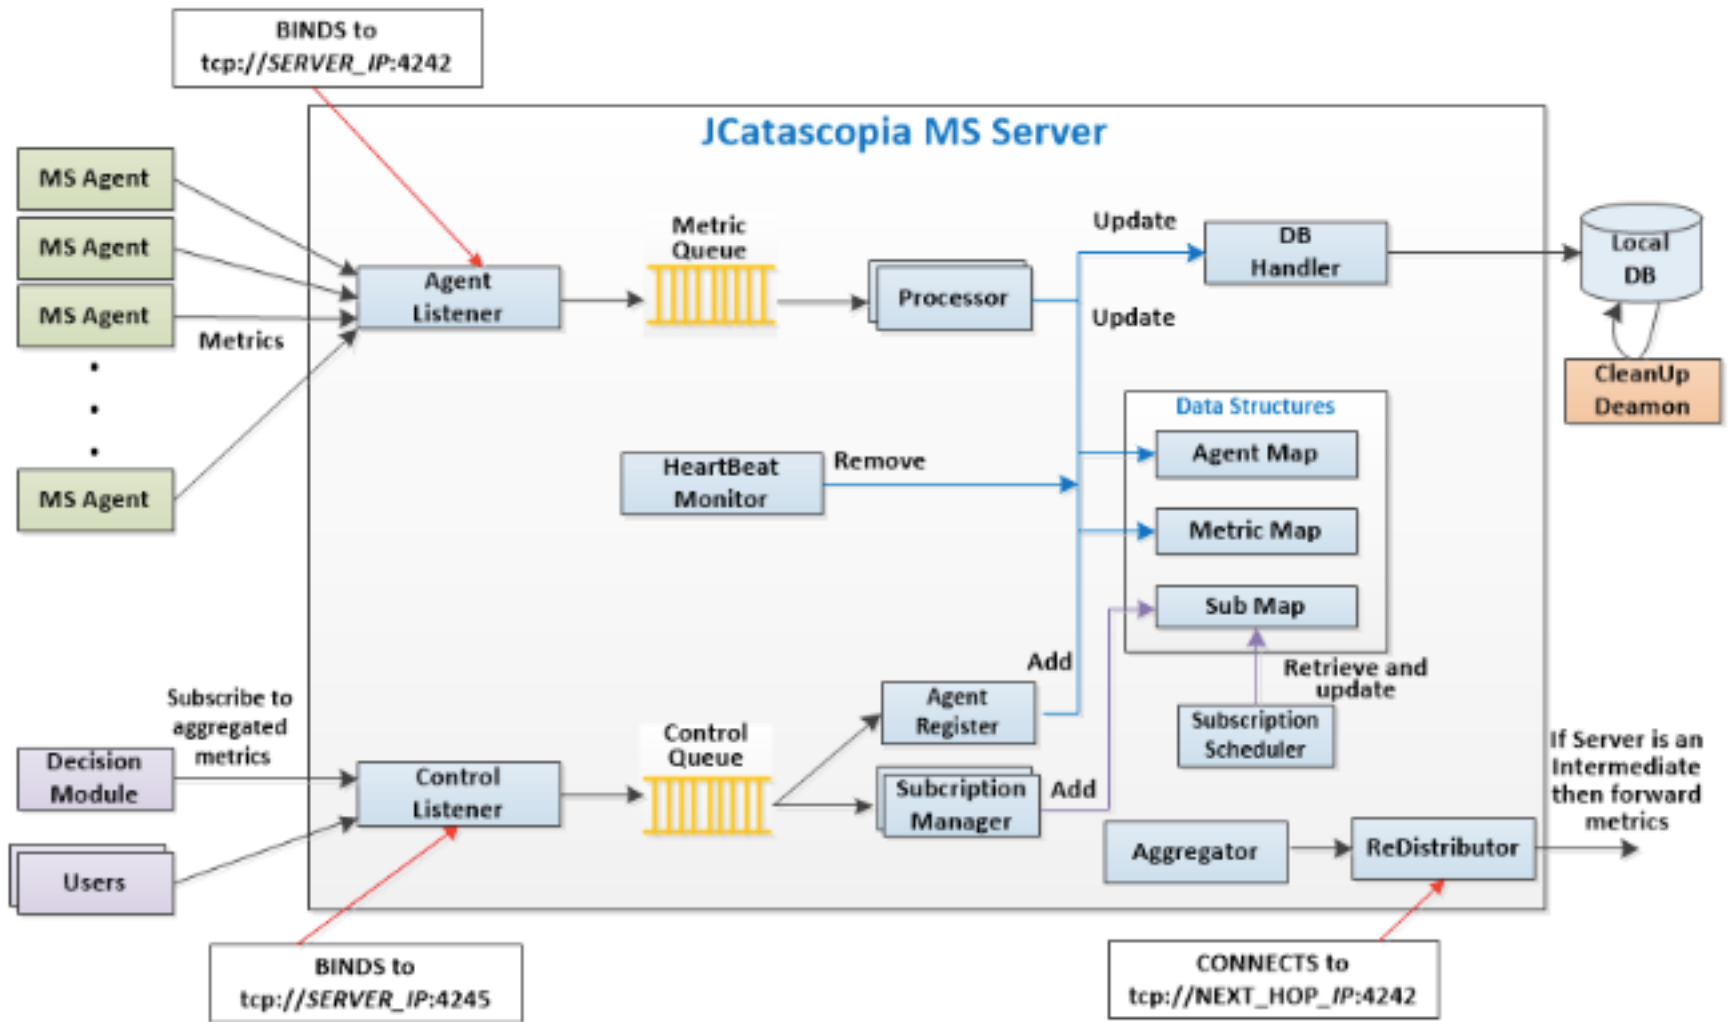 BINDS to
tcp://SERVER_IP:4242
JCatascopia MS Server
MS Agent
MS Agent
MS Agent
MS Agent
Metrics
Agent
Listener
Metric
Queue
Processor
Update
Update
DB
Handler
Local
DB
CleanUp
Deamon
HeartBeat
Monitor
Remove
Data Structures
Agent Map
Metric Map
Sub Map
Retrieve and
update
Subscription
Scheduler
Subscribe to
aggregated
metrics
Decision
Module
Users
Control
Listener
Control
Queue
Agent
Register
Add
Subcription
Manager
Add
Aggregator
ReDistributor
If Server is an
Intermediate
then forward
metrics
BINDS to
tcp://SERVER_IP:4245
CONNECTS to
tcp://NEXT_HOP_IP:4242